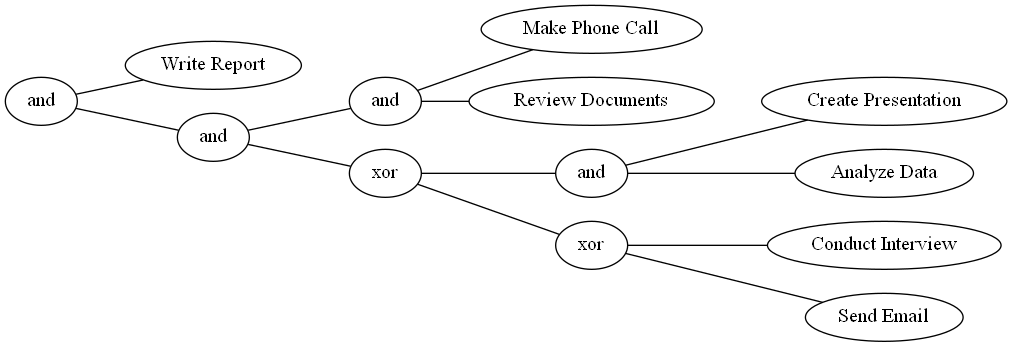 Make Phone Call
Write Report
and
and
Review Documents
Create Presentation
and
xor
and
Analyze Data
xor
Conduct Interview
Send Email